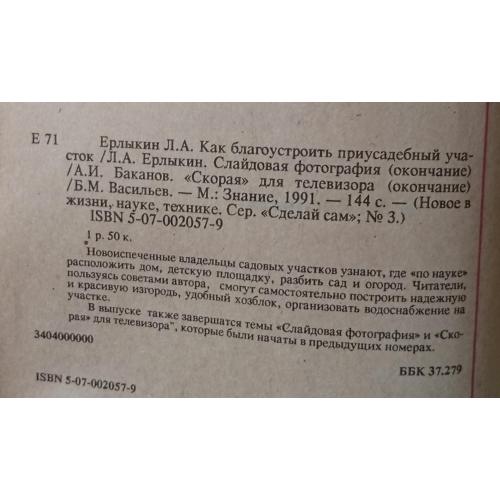 Е 71 Ерлыкин Л.А. Как благоустроить приусадебный уча-
сток /Л.А. Ерлыкин. Слайдовая фотография (окончание)
/А.И. Баканов. «Скорая» для телевизора (окончание)
/Б.М. Васильев. — М.: Знание, 1991. — 144 с. — (Новое в
жизни, науке, технике. Сер. «Сделай сам»; № 3.)
ISBN 5-07-002057-9
1 р. 50 к.
Новоиспеченные владельцы садовых участков узнают, где «по науке»
расположить дом, детскую площадку, разбить сад и огород. Читатели,
пользуясь советами автора, смогут самостоятельно построить надежную
и красивую изгородь, удобный хозблок, организовать водоснабжение на
участке.
В выпуске также завершатся темы «Слайдовая фотография» и «Ско-
рая» для телевизора", которые были начаты в предыдущих номерах.
3404000000
ББК 37.279
ISBN 5-07-002057-9